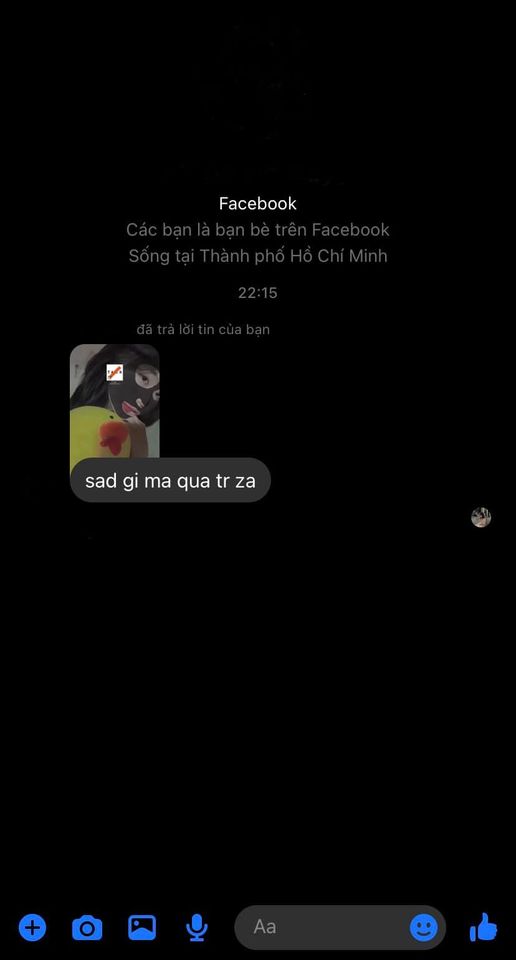 Facebook
Các bạn là bạn bè trên Facebook
Sống tại Thành phố Hồ Chí Minh
22:15
đã trả lời tin của bạn
sad gi ma qua tr za
Aa